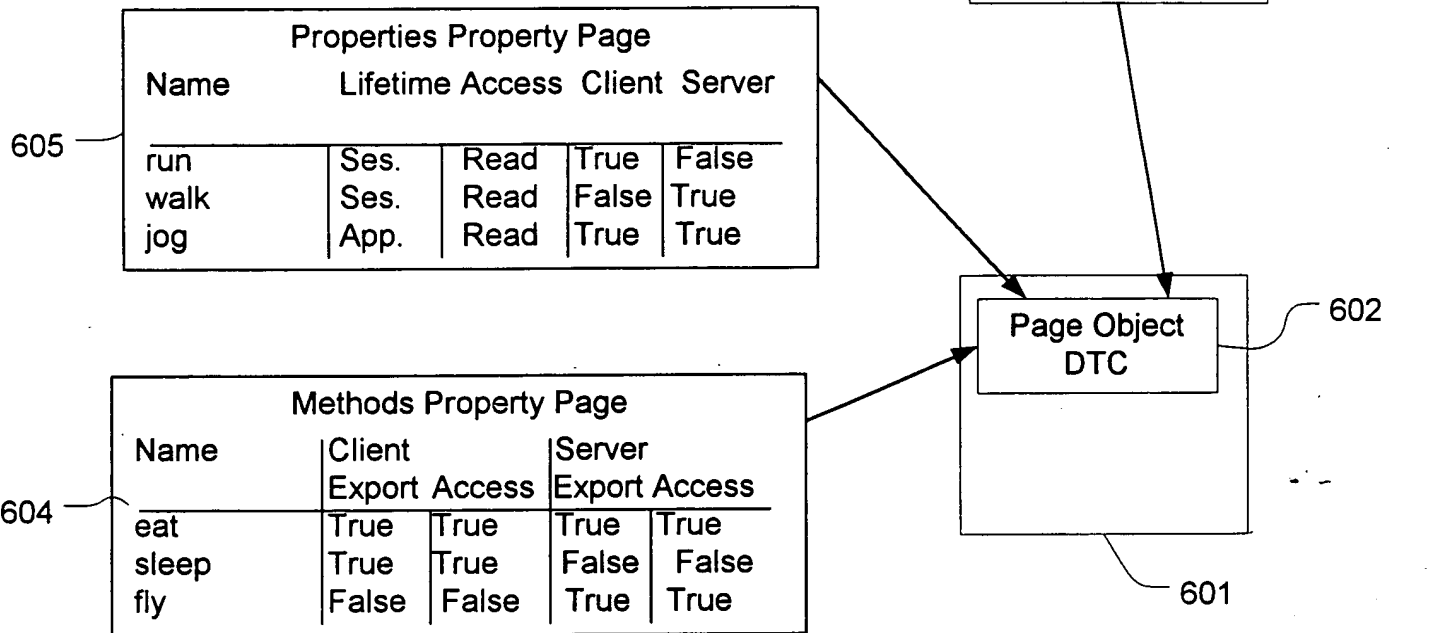 Properties Property Page
Name Lifetime Access Client Server
605
run Ses. Read True False
walk Ses. Read False True
jog App. Read True True
Page Object
DTC
602
Methods Property Page
Name Client Server
Export Access Export Access
604
eat True True True True
sleep True True False False
fly False False True True
601